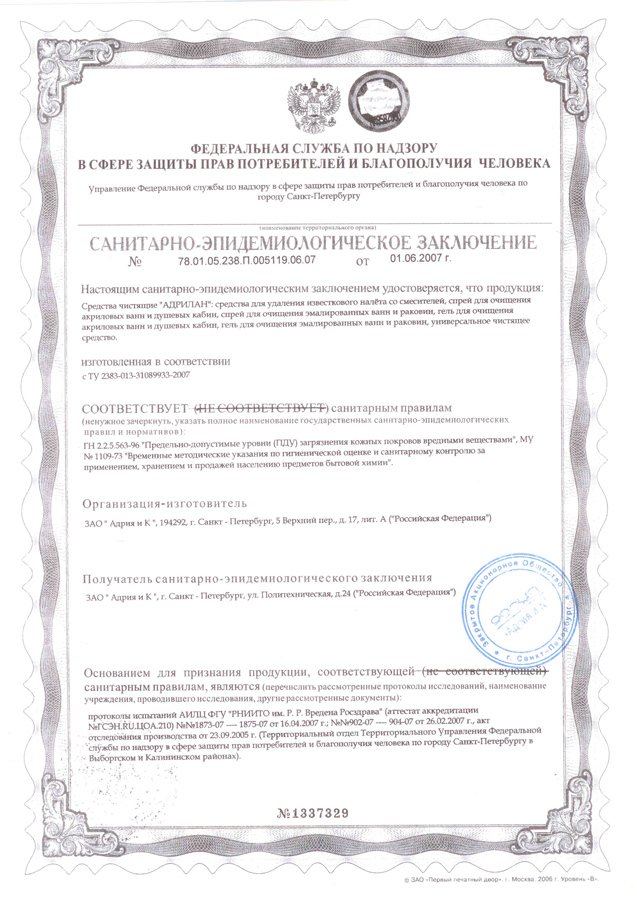 ФЕДЕРАЛЬНАЯ СЛУЖБА ПО НАДЗОРУ
В СФЕРЕ ЗАЩИТЫ ПРАВ ПОТРЕБИТЕЛЕЙ И БЛАГОПОЛУЧИЯ ЧЕЛОВЕКА
Управление Федеральной службы по надзору в сфере защиты прав потребителей и благополучия человека по
городу Санкт-Петербургу
(наименование территориального органа)
САНИТАРНО-ЭПИДЕМИОЛОГИЧЕСКОЕ ЗАКЛЮЧЕНИЕ
№ 78.01.05.238.П.005119.06.07 от 01.06.2007 г.
Настоящим санитарно-эпидемиологическим заключением удостоверяется, что продукция:
Средства чистящие "АДРИЛАН": средства для удаления известкового налёта со смесителей, спрей для очищения
акриловых ванн и душевых кабин, спрей для очищения эмалированных ванн и раковин, гель для очищения
акриловых ванн и душевых кабин, гель для очищения эмалированных ванн и раковин, универсальное чистящее
средство.
изготовленная в соответствии
с ТУ 2383-013-31089933-2007
СООТВЕТСТВУЕТ (НЕ СООТВЕТСТВУЕТ) санитарным правилам
(ненужное зачеркнуть, указать полное наименование государственных санитарно-эпидемиологических
правил и нормативов):
ГН 2.2.5.563-96 "Предельно-допустимые уровни (ПДУ) загрязнения кожных покровов вредными веществами", МУ
№ 1109-73 "Временные методические указания по гигиенической оценке и санитарному контролю за
применением, хранением и продажей населению предметов бытовой химии".
Организация-изготовитель
ЗАО " Адрия и К ", 194292, г. Санкт - Петербург, 5 Верхний пер., д. 17, лит. А ("Российская Федерация")
Получатель санитарно-эпидемиологического заключения
ЗАО " Адрия и К ", г. Санкт - Петербург, ул. Политехническая, д.24 ("Российская Федерация")
Закрытое Акционерное Общество
"АДРИЯ И К"
г. Санкт-Петербург
Основанием для признания продукции, соответствующей (не соответствующей)
санитарным правилам, являются (перечислить рассмотренные протоколы исследований, наименование
учреждения, проводившего исследования, другие рассмотренные документы):
протоколы испытаний АИЛЦ ФГУ "РНИИТО им. Р. Р. Вредена Росздрава" (аттестат аккредитации
№ГСЭН.RU.ЦОА.210) №№1873-07 — 1875-07 от 16.04.2007 г.; №№902-07 — 904-07 от 26.02.2007 г., акт
отследования производства от 23.09.2005 г. (Территориальный отдел Территориального Управления Федеральной
службы по надзору в сфере защиты прав потребителей и благополучия человека по городу Санкт-Петербургу в
Выборгском и Калининском районах).
№1337329
© ЗАО «Первый печатный двор», г. Москва. 2006 г. Уровень «В».